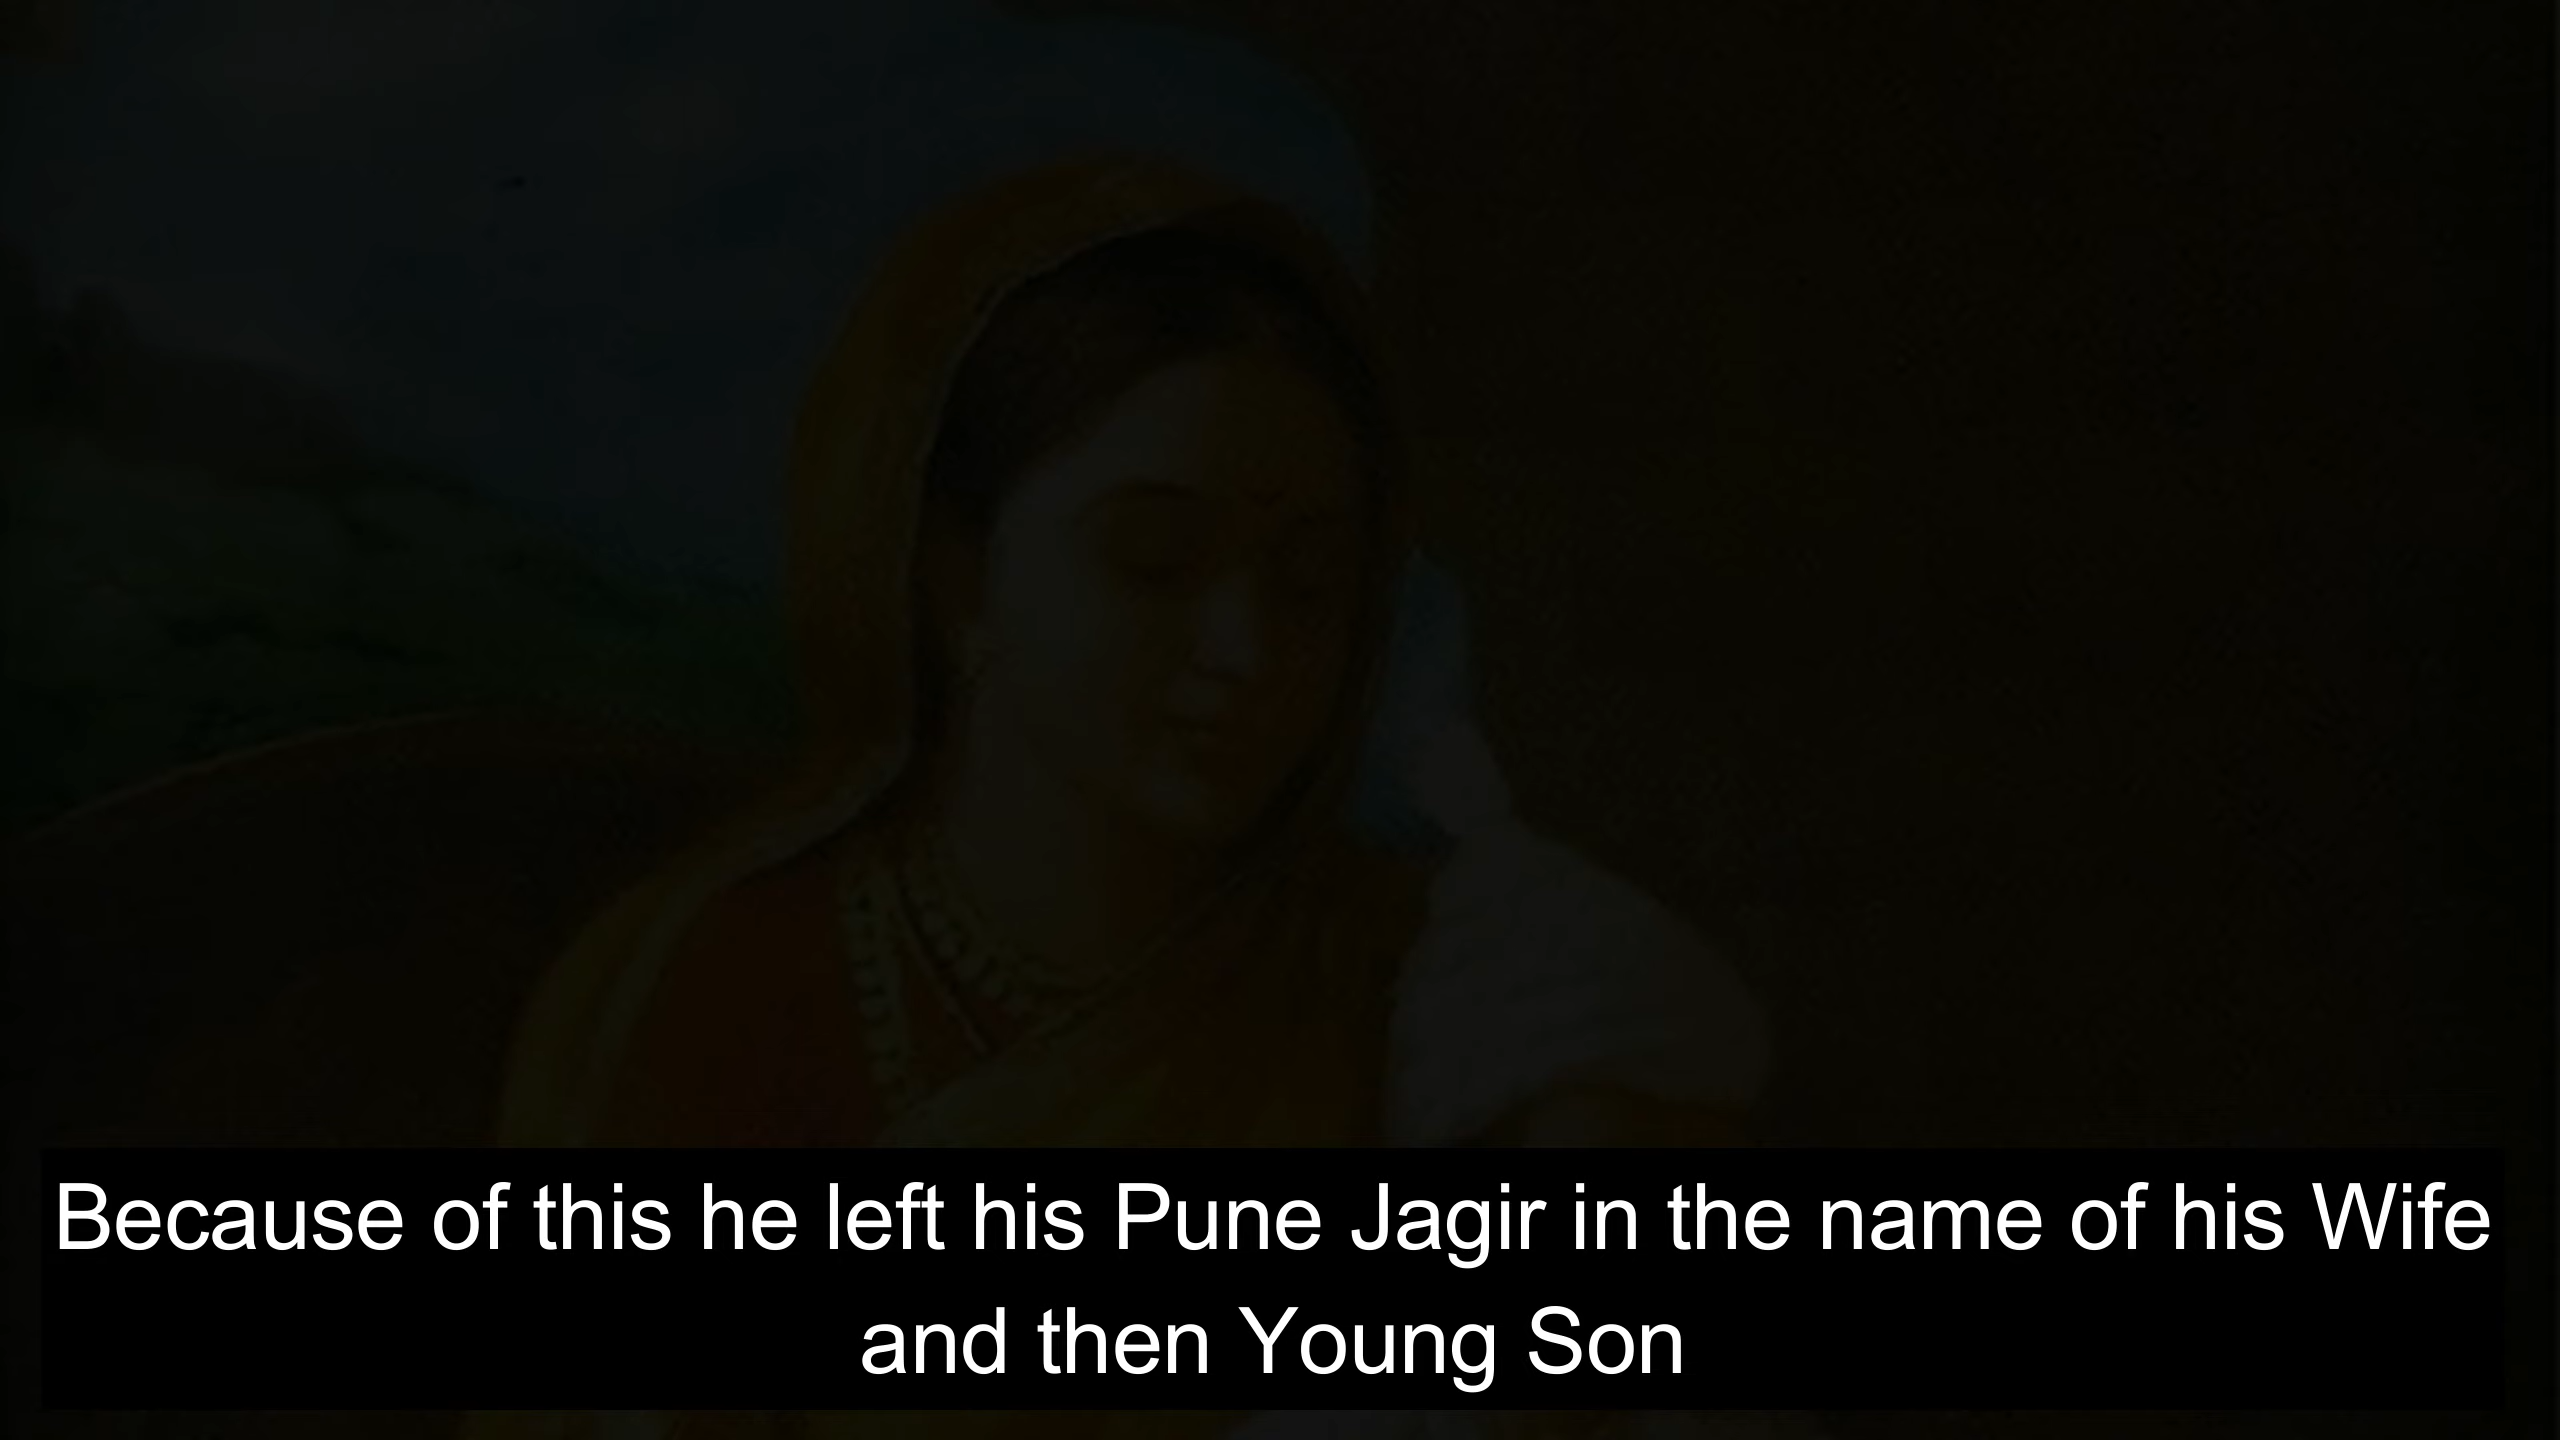 Because of this he left his Pune Jagir in the name of his Wife
and then Young Son